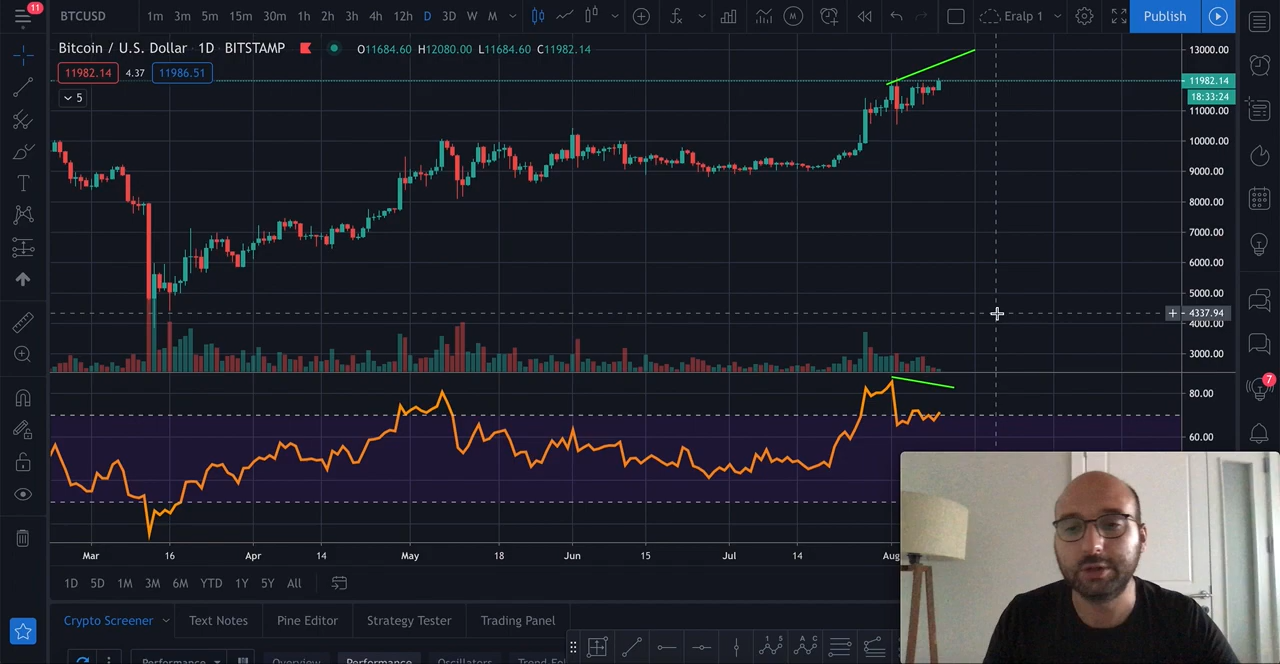 11
BTCUSD 1m 3m 5m 15m 30m 1h 2h 3h 4h 12h D 3D W M M Eralp 1 Publish
Bitcoin / U.S. Dollar · 1D · BITSTAMP O11684.60 H12080.00 L11684.60 C11982.14
11982.14 4.37 11986.51
5
13000.00
11982.14
18:33:24
11000.00
10000.00
9000.00
8000.00
7000.00
6000.00
5000.00
4337.94
4000.00
3000.00
80.00
60.00
7
Mar 16 Apr 14 May 18 Jun 15 Jul 14 Aug
1D 5D 1M 3M 6M YTD 1Y 5Y All
Crypto Screener Text Notes Pine Editor Strategy Tester Trading Panel
Performance Overview Performance Oscillators